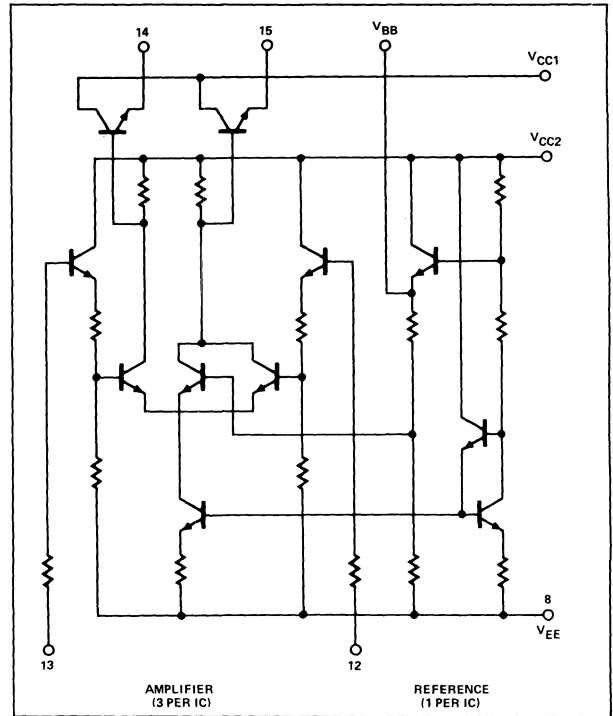 14
15
VBB
VCC1
VCC2
8
VEE
13
12
AMPLIFIER
(3 PER IC)
REFERENCE
(1 PER IC)